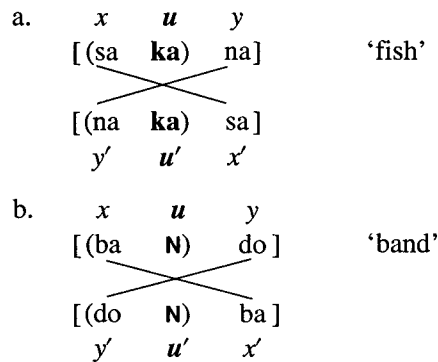 a. x u y
[(sa ka) na] ‘fish’
[(na ka) sa]
y′ u′ x′
b. x u y
[(ba N) do] ‘band’
[(do N) ba]
y′ u′ x′